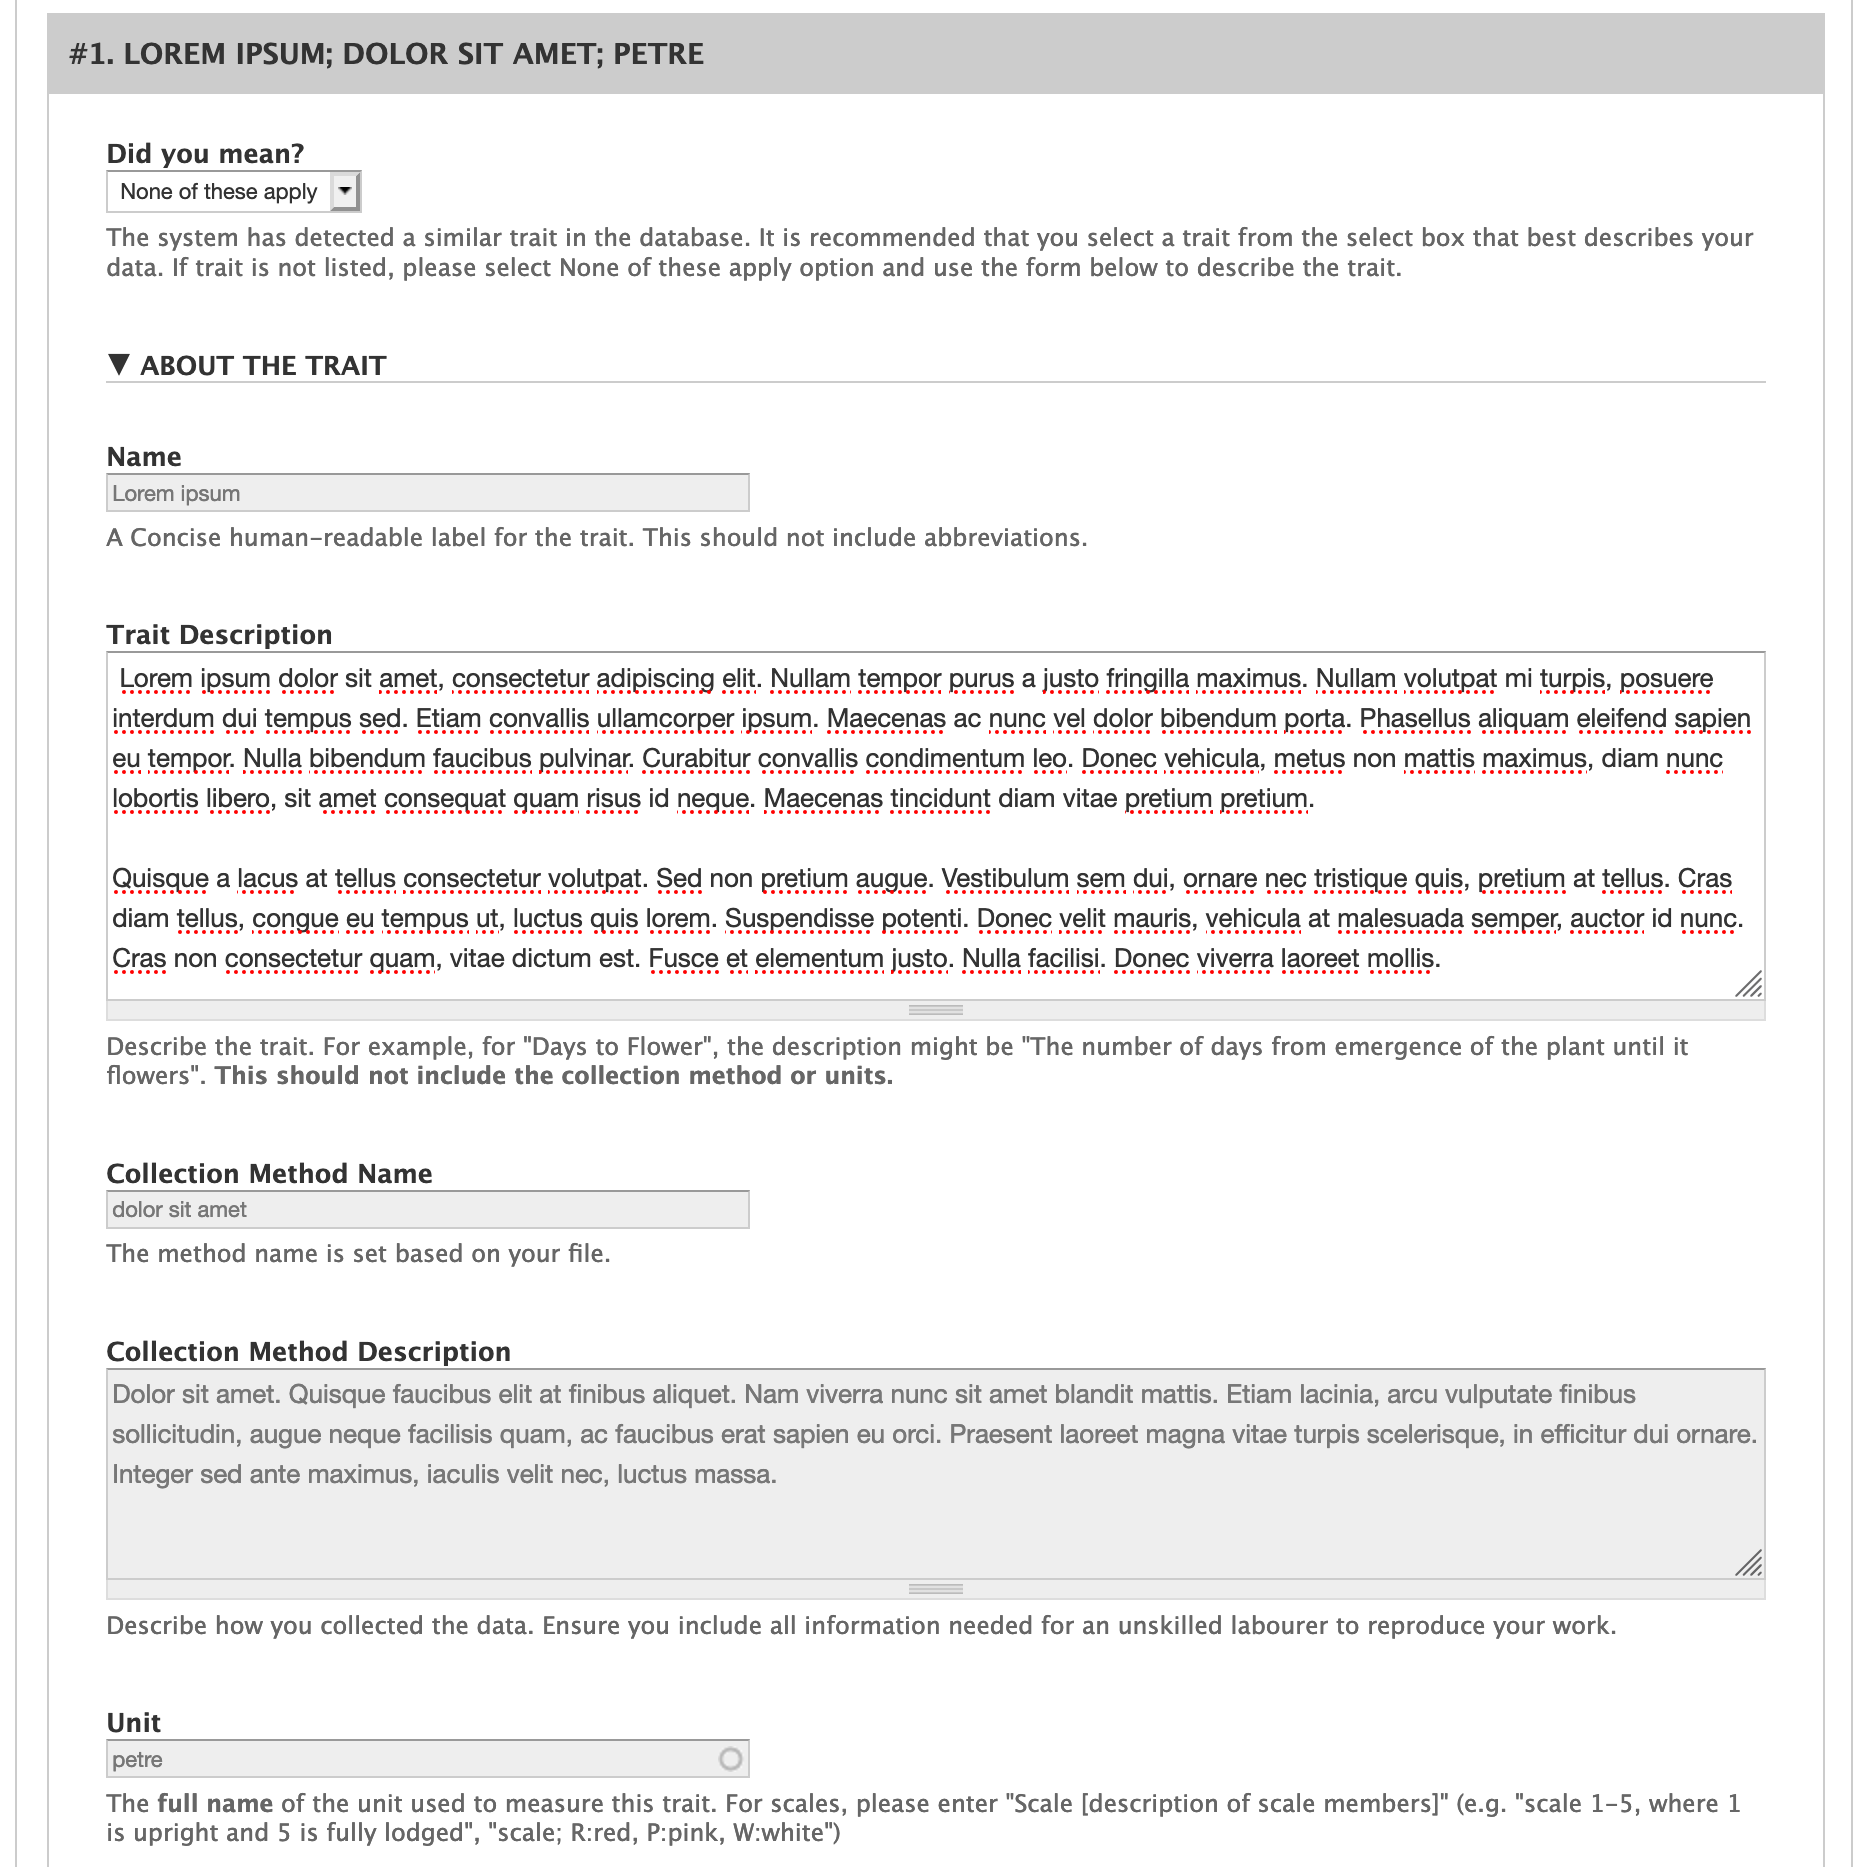 #1. LOREM IPSUM; DOLOR SIT AMET; PETRE
Did you mean?
None of these apply
The system has detected a similar trait in the database. It is recommended that you select a trait from the select box that best describes your
data. If trait is not listed, please select None of these apply option and use the form below to describe the trait.
▼ ABOUT THE TRAIT
Name
Lorem ipsum
A Concise human-readable label for the trait. This should not include abbreviations.
Trait Description
Lorem ipsum dolor sit amet, consectetur adipiscing elit. Nullam tempor purus a justo fringilla maximus. Nullam volutpat mi turpis, posuere
interdum dui tempus sed. Etiam convallis ullamcorper ipsum. Maecenas ac nunc vel dolor bibendum porta. Phasellus aliquam eleifend sapien
eu tempor. Nulla bibendum faucibus pulvinar. Curabitur convallis condimentum leo. Donec vehicula, metus non mattis maximus, diam nunc
lobortis libero, sit amet consequat quam risus id neque. Maecenas tincidunt diam vitae pretium pretium.
Quisque a lacus at tellus consectetur volutpat. Sed non pretium augue. Vestibulum sem dui, ornare nec tristique quis, pretium at tellus. Cras
diam tellus, congue eu tempus ut, luctus quis lorem. Suspendisse potenti. Donec velit mauris, vehicula at malesuada semper, auctor id nunc.
Cras non consectetur quam, vitae dictum est. Fusce et elementum justo. Nulla facilisi. Donec viverra laoreet mollis.
Describe the trait. For example, for "Days to Flower", the description might be "The number of days from emergence of the plant until it
flowers". This should not include the collection method or units.
Collection Method Name
dolor sit amet
The method name is set based on your file.
Collection Method Description
Dolor sit amet. Quisque faucibus elit at finibus aliquet. Nam viverra nunc sit amet blandit mattis. Etiam lacinia, arcu vulputate finibus
sollicitudin, augue neque facilisis quam, ac faucibus erat sapien eu orci. Praesent laoreet magna vitae turpis scelerisque, in efficitur dui ornare.
Integer sed ante maximus, iaculis velit nec, luctus massa.
Describe how you collected the data. Ensure you include all information needed for an unskilled labourer to reproduce your work.
Unit
petre
The full name of the unit used to measure this trait. For scales, please enter "Scale [description of scale members]" (e.g. "scale 1-5, where 1
is upright and 5 is fully lodged", "scale; R:red, P:pink, W:white")